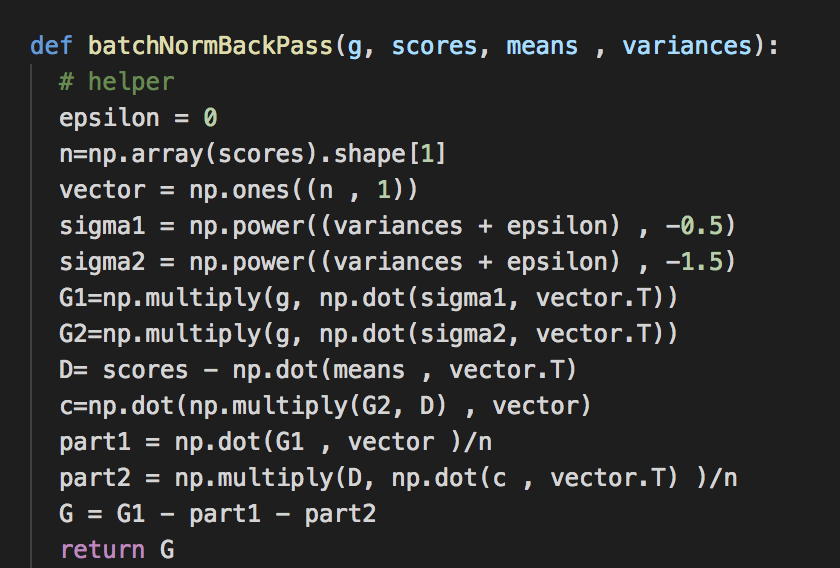 def batchNormBackPass(g, scores, means , variances):
# helper
epsilon = 0
n=np.array(scores).shape[1]
vector = np.ones((n , 1))
sigma1 = np.power((variances + epsilon) , -0.5)
sigma2 = np.power((variances + epsilon) , -1.5)
G1=np.multiply(g, np.dot(sigma1, vector.T))
G2=np.multiply(g, np.dot(sigma2, vector.T))
D= scores - np.dot(means , vector.T)
c=np.dot(np.multiply(G2, D) , vector)
part1 = np.dot(G1 , vector )/n
part2 = np.multiply(D, np.dot(c , vector.T) )/n
G = G1 - part1 - part2
return G